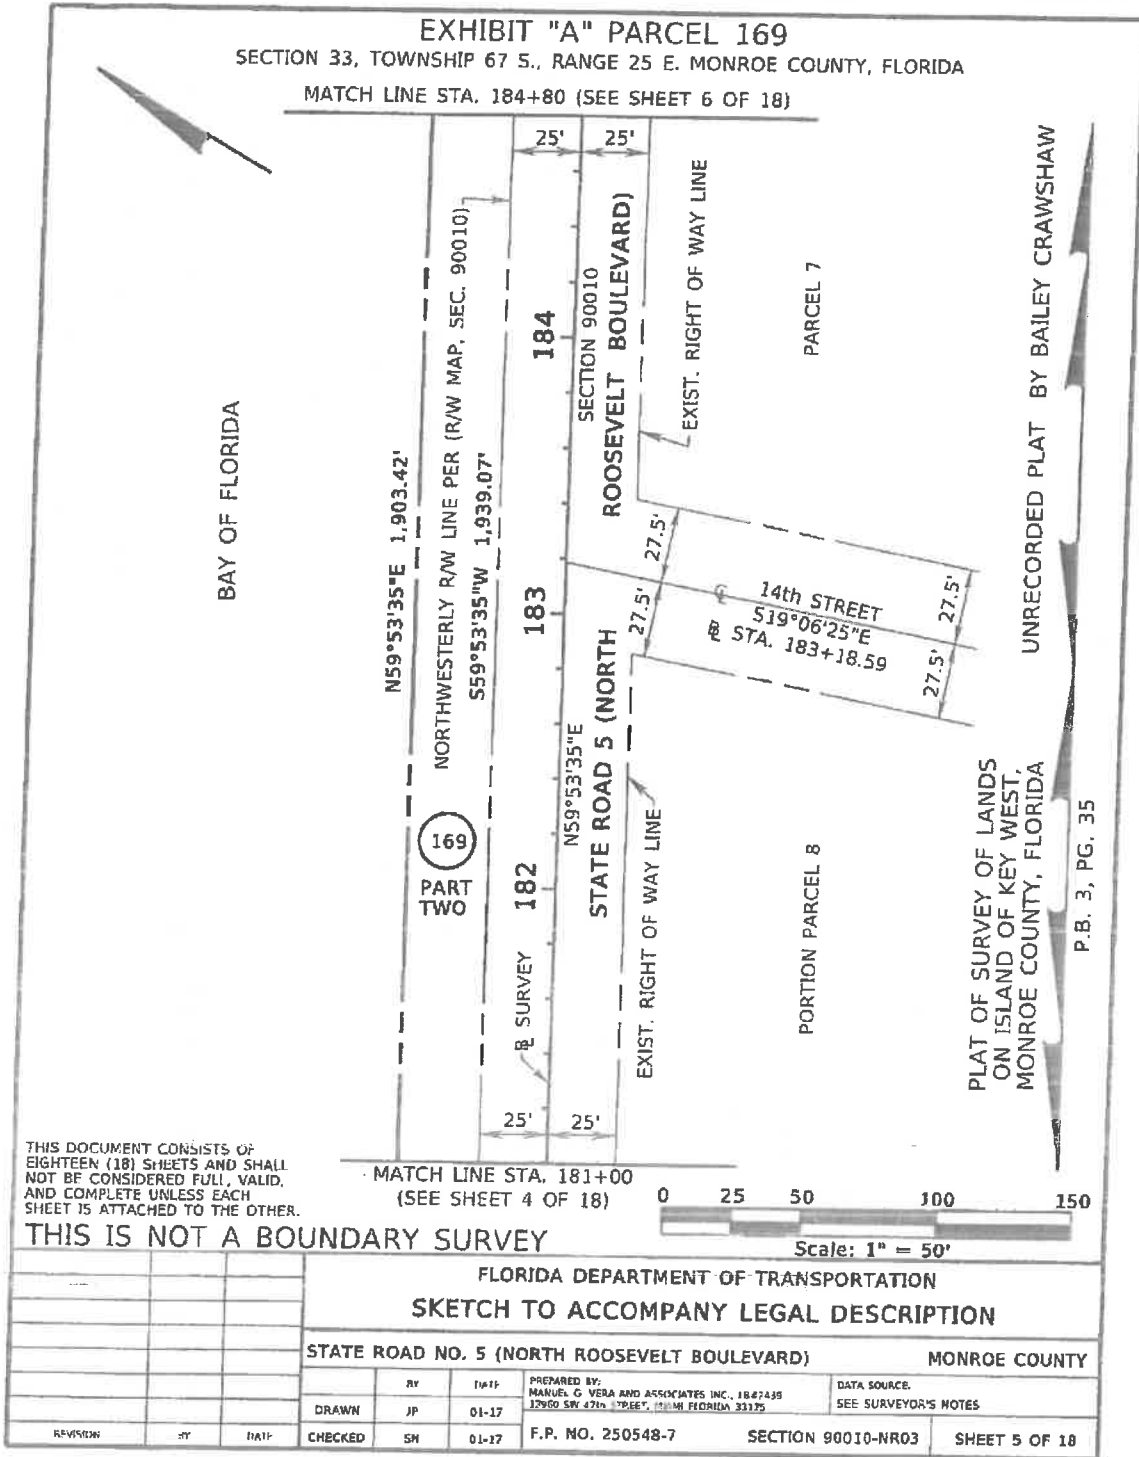 EXHIBIT "A" PARCEL 169
SECTION 33, TOWNSHIP 67 S., RANGE 25 E. MONROE COUNTY, FLORIDA
MATCH LINE STA. 184+80 (SEE SHEET 6 OF 18)
25'
25'
BAY OF FLORIDA
N59°53'35"E 1,903.42'
NORTHWESTERLY R/W LINE PER (R/W MAP, SEC. 90010)
S59°53'35"W 1,939.07'
184
183
182
SECTION 90010
N59°53'35"E
STATE ROAD 5 (NORTH ROOSEVELT BOULEVARD)
EXIST. RIGHT OF WAY LINE
PARCEL 7
27.5'
27.5'
14th STREET
S19°06'25"E
STA. 183+18.59
27.5'
27.5'
UNRECORDED PLAT BY BAILEY CRAWSHAW
169
PART
TWO
SURVEY
EXIST. RIGHT OF WAY LINE
PORTION PARCEL 8
PLAT OF SURVEY OF LANDS
ON ISLAND OF KEY WEST,
MONROE COUNTY, FLORIDA
P.B. 3, PG. 35
25'
25'
MATCH LINE STA. 181+00
(SEE SHEET 4 OF 18)
THIS DOCUMENT CONSISTS OF
EIGHTEEN (18) SHEETS AND SHALL
NOT BE CONSIDERED FULL, VALID,
AND COMPLETE UNLESS EACH
SHEET IS ATTACHED TO THE OTHER.
THIS IS NOT A BOUNDARY SURVEY
0 25 50 100 150
Scale: 1" = 50'
FLORIDA DEPARTMENT OF TRANSPORTATION
SKETCH TO ACCOMPANY LEGAL DESCRIPTION
STATE ROAD NO. 5 (NORTH ROOSEVELT BOULEVARD) MONROE COUNTY
BY DATE
PREPARED BY:
MANUEL G VERA AND ASSOCIATES INC.,
FLORIDA 33175
DATA SOURCE.
SEE SURVEYOR'S NOTES
DRAWN JP 01-17
REVISION BY DATE
CHECKED SM 01-17
F.P. NO. 250548-7 SECTION 90010-NR03 SHEET 5 OF 18